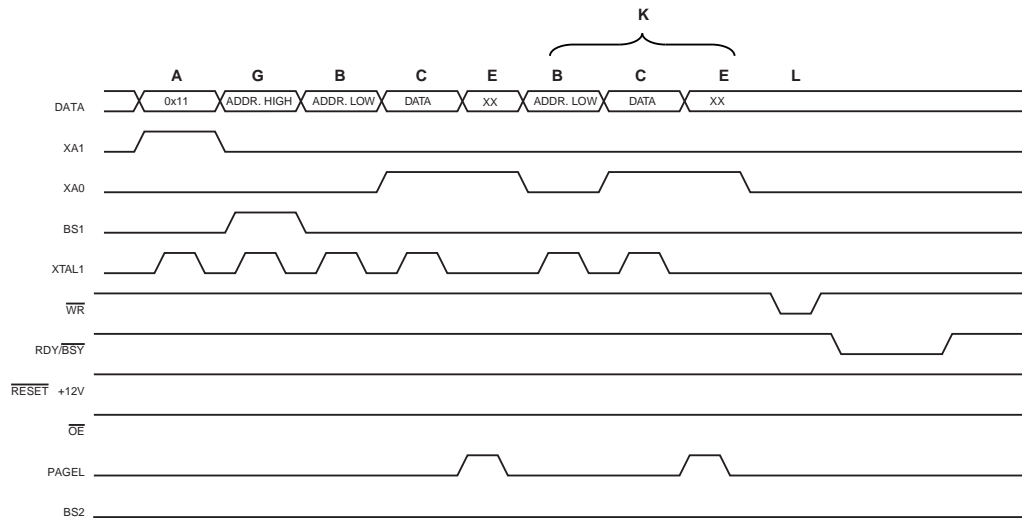 K
A G B C E B C E L
DATA 0x11 ADDR. HIGH ADDR. LOW DATA XX ADDR. LOW DATA XX
XA1
XA0
BS1
XTAL1
WR
RDY/BSY
RESET +12V
OE
PAGEL
BS2